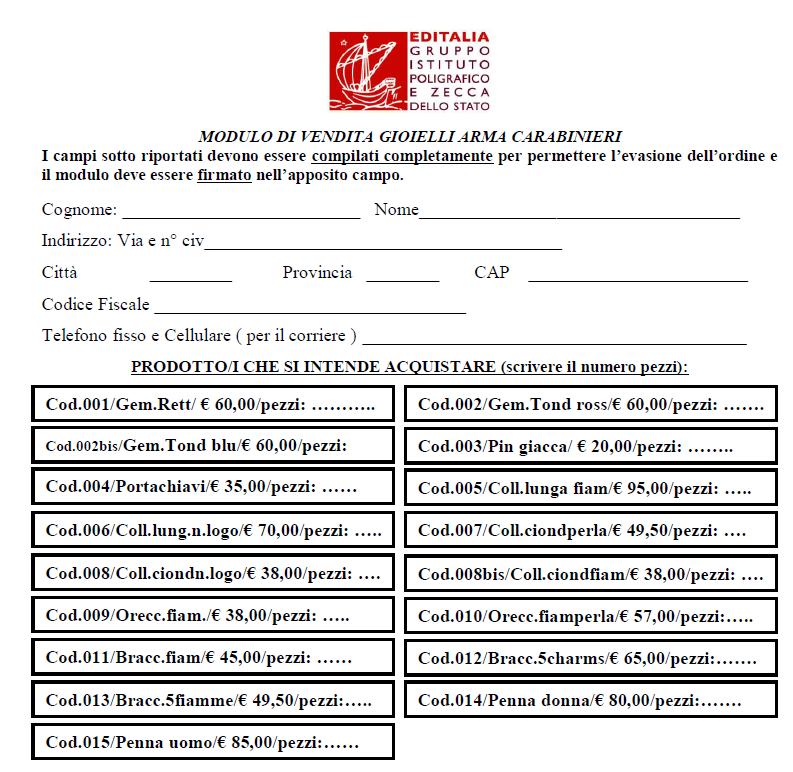 EDITALIA
GRUPPO
ISTITUTO
POLIGRAFICO
E ZECCA
DELLO STATO
MODULO DI VENDITA GIOIELLI ARMA CARABINIERI
I campi sotto riportati devono essere compilati completamente per permettere l’evasione dell’ordine e
il modulo deve essere firmato nell’apposito campo.
Cognome: __________________________ Nome___________________________________
Indirizzo: Via e n° civ_______________________________________
Città _________ Provincia ________ CAP ________________________
Codice Fiscale __________________________________
Telefono fisso e Cellulare ( per il corriere ) __________________________________________
PRODOTTO/I CHE SI INTENDE ACQUISTARE (scrivere il numero pezzi):
Cod.001/Gem.Rett/ € 60,00/pezzi: ………..
Cod.002/Gem.Tond ross/€ 60,00/pezzi: …….
Cod.002bis/Gem.Tond blu/€ 60,00/pezzi:
Cod.003/Pin giacca/ € 20,00/pezzi: ……..
Cod.004/Portachiavi/€ 35,00/pezzi: ……
Cod.005/Coll.lunga fiam/€ 95,00/pezzi: …..
Cod.006/Coll.lung.n.logo/€ 70,00/pezzi: …..
Cod.007/Coll.ciondperla/€ 49,50/pezzi: ….
Cod.008/Coll.ciondn.logo/€ 38,00/pezzi: ….
Cod.008bis/Coll.ciondfiam/€ 38,00/pezzi: ….
Cod.009/Orecc.fiam./€ 38,00/pezzi: …..
Cod.010/Orecc.fiamperla/€ 57,00/pezzi:…..
Cod.011/Bracc.fiam/€ 45,00/pezzi: ……
Cod.012/Bracc.5charms/€ 65,00/pezzi:…….
Cod.013/Bracc.5fiamme/€ 49,50/pezzi:…..
Cod.014/Penna donna/€ 80,00/pezzi:…….
Cod.015/Penna uomo/€ 85,00/pezzi:……